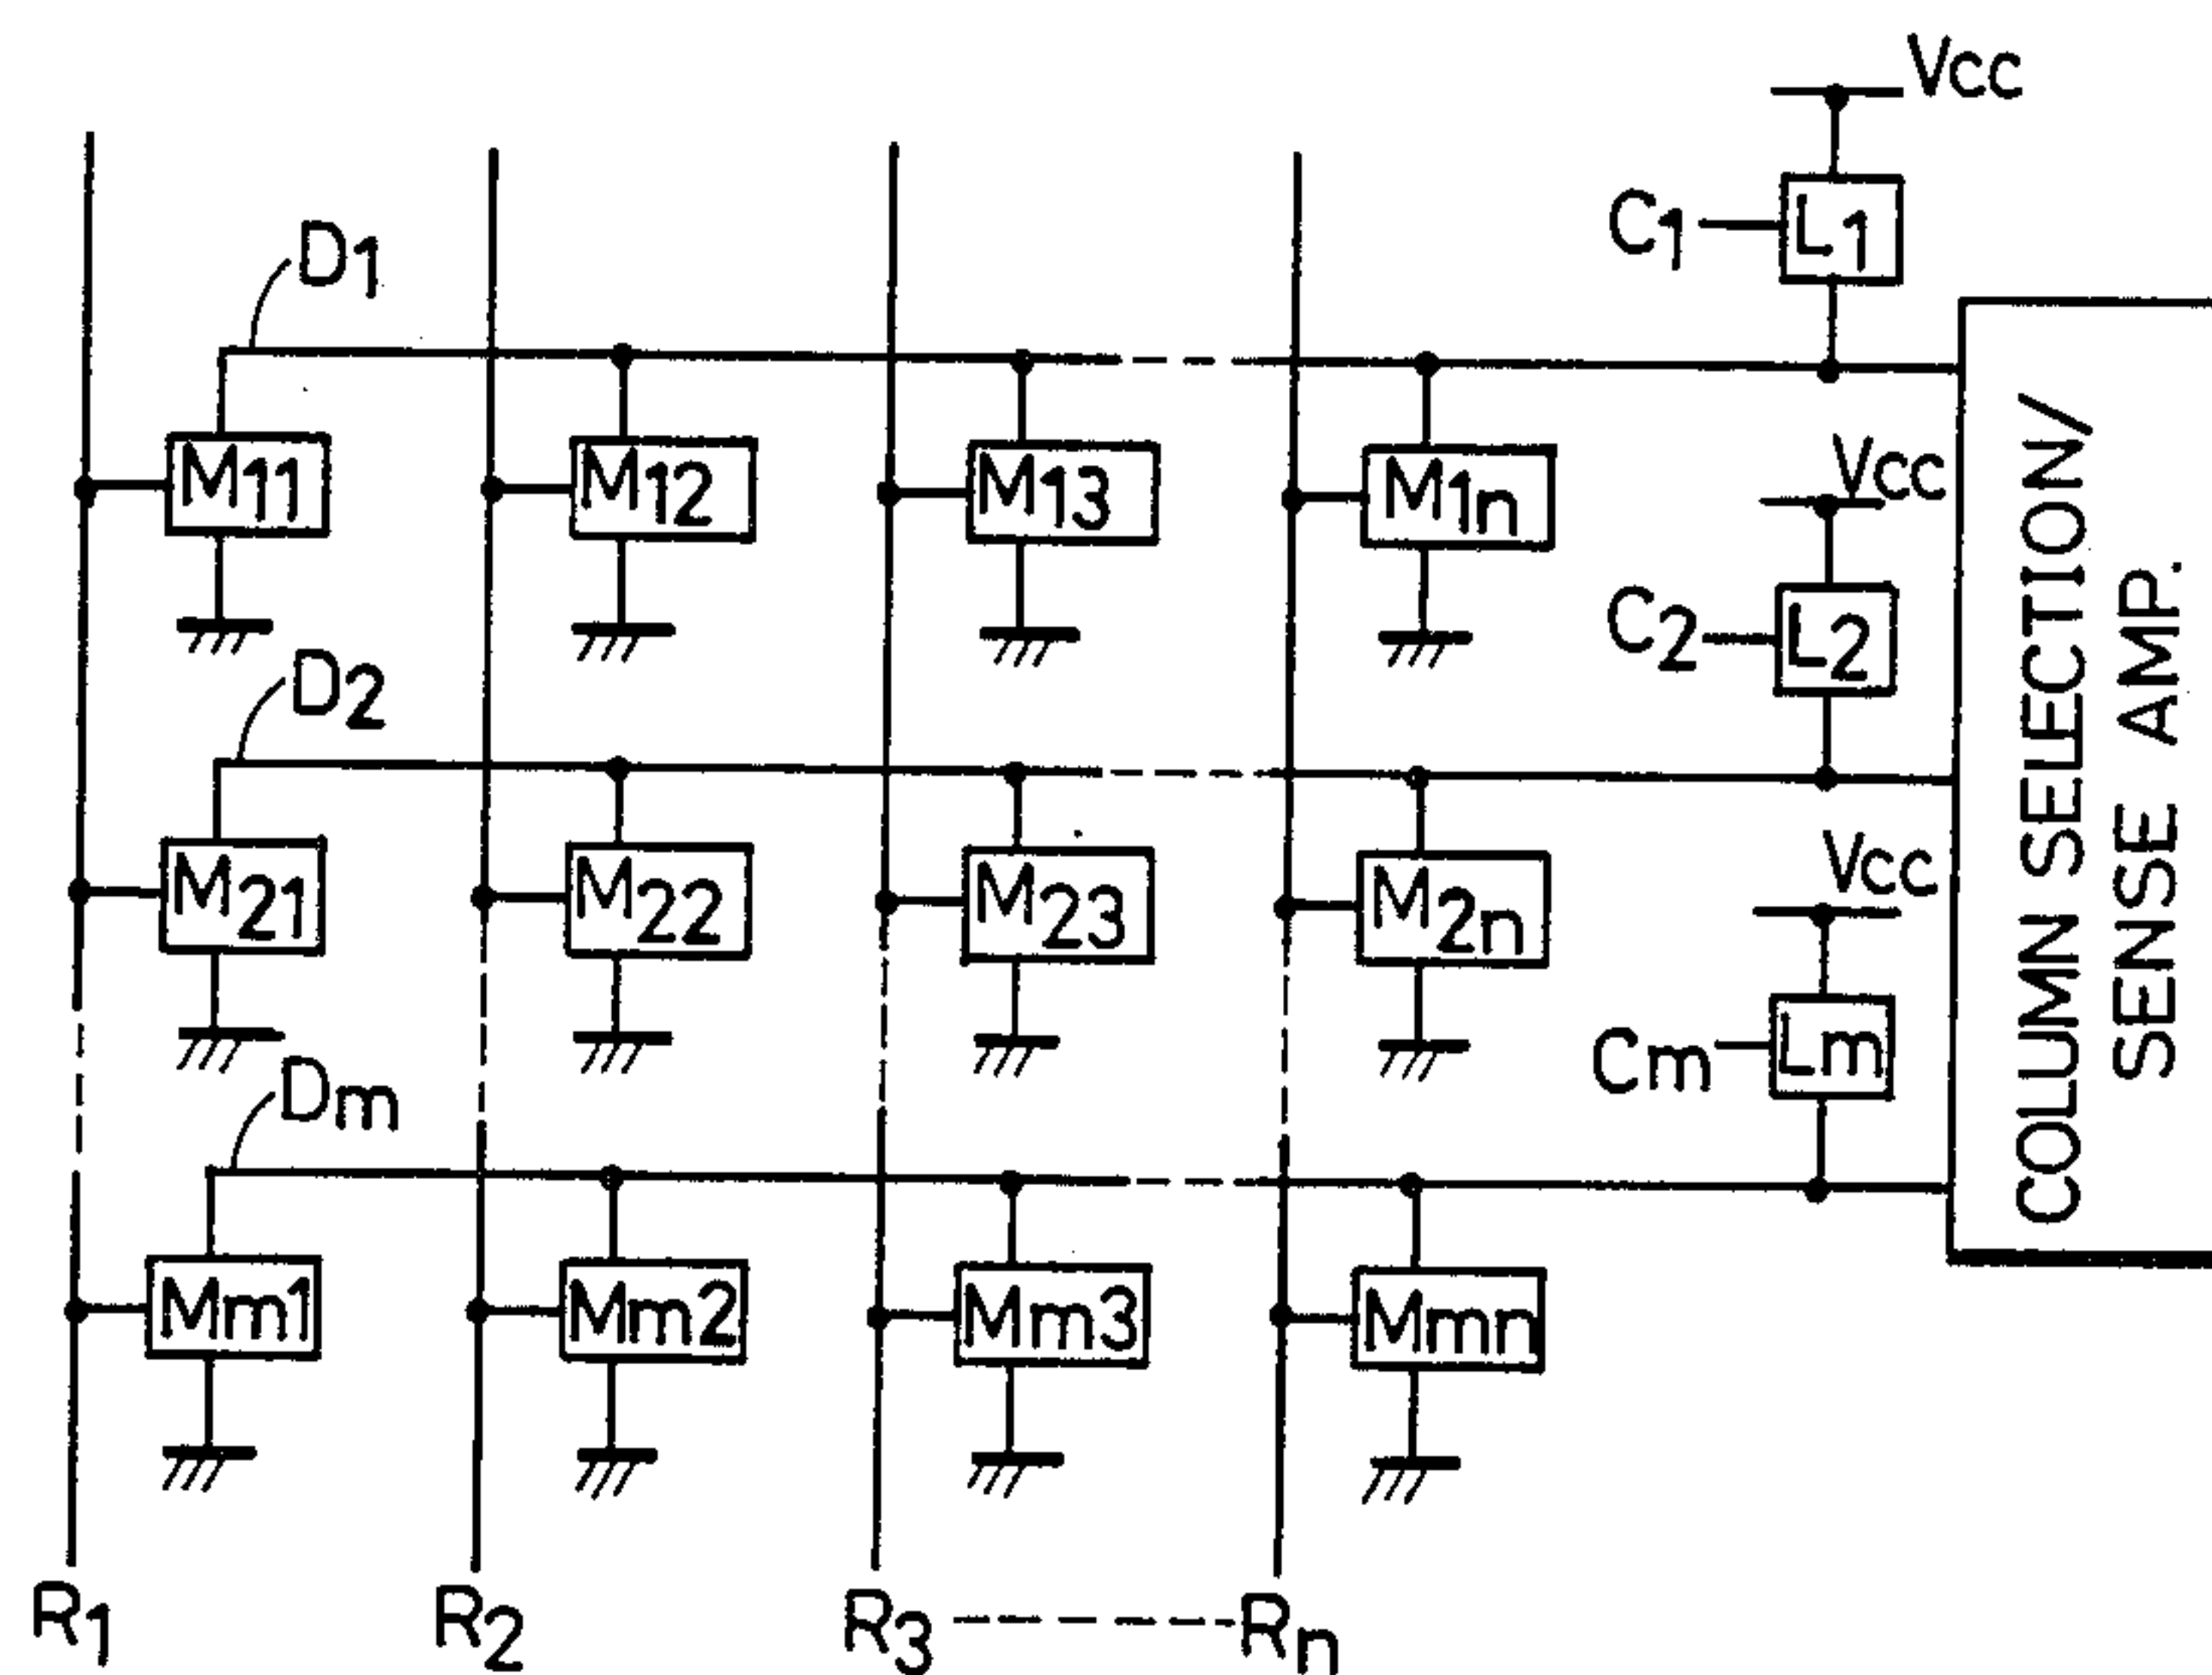 Vcc
C1 L1
D1
M11 M12 M13 M1n
Vcc
C2 L2
D2
M21 M22 M23 M2n
Vcc
Cm Lm
Dm
Mm1 Mm2 Mm3 Mmn
COLUMN SELECTION/
SENSE AMP.
R1 R2 R3 Rn